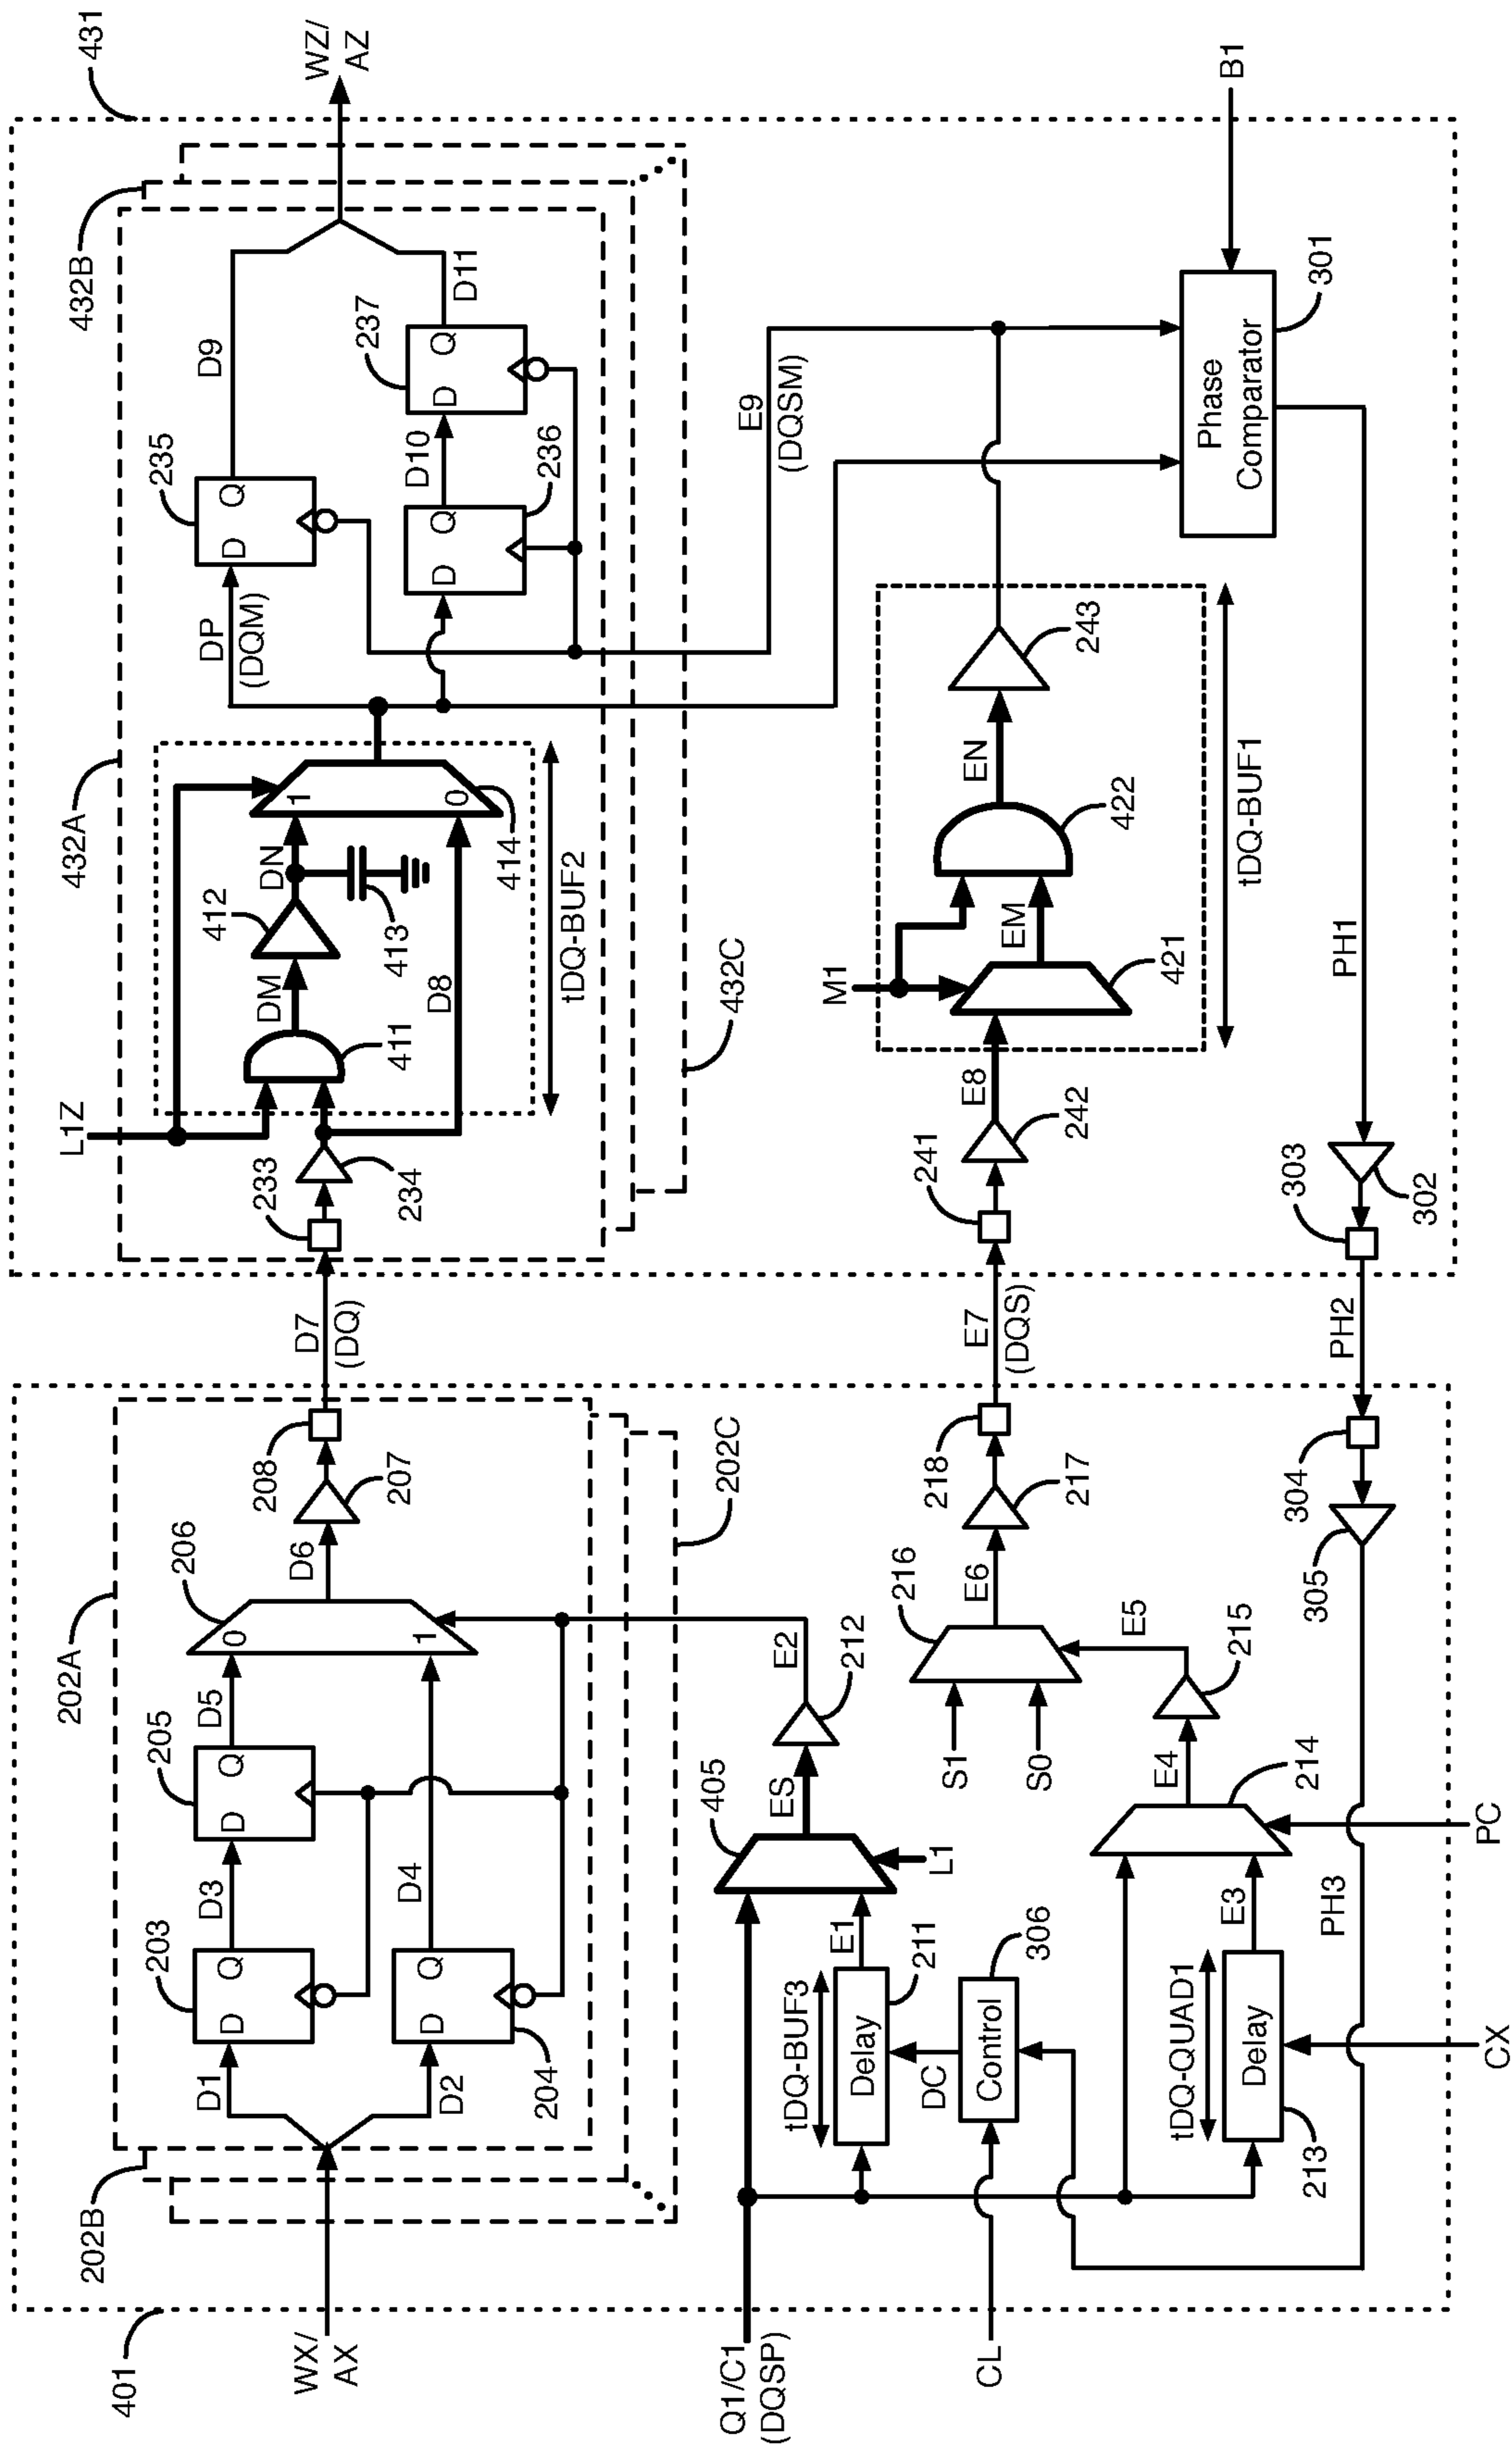 401
WX/
AX
202B
202A
D1
D2
203
D
Q
204
D
Q
D3
D4
205
D
Q
D5
206
0
1
D6
207
208
202C
D7
(DQ)
Q1/C1
(DQSP)
CL
tDQ-BUF3
Delay
211
E1
DC
Control
306
405
ES
L1
E2
212
tDQ-QUAD1
Delay
213
E3
CX
PH3
214
E4
PC
215
E5
S1
S0
216
E6
217
218
E7
(DQS)
305
304
PH2
431
432A
432B
432C
L1Z
233
234
411
DM
412
DN
413
D8
1
0
414
tDQ-BUF2
DP
(DQM)
235
D
Q
D9
236
D
Q
D10
237
D
Q
D11
WZ/
AZ
241
242
E8
M1
421
EM
422
EN
243
tDQ-BUF1
E9
(DQSM)
Phase
Comparator
301
B1
PH1
302
303